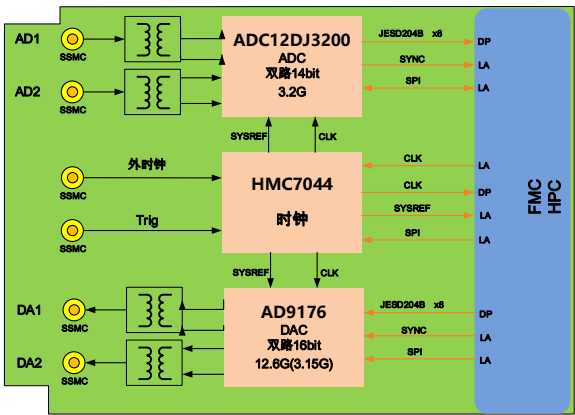 AD1
SSMC
AD2
SSMC
ADC12DJ3200
ADC
双路14bit
3.2G
JESD204B x8
DP
SYNC
LA
SPI
LA
SYSREF
CLK
外时钟
SSMC
Trig
SSMC
HMC7044
时钟
CLK
LA
CLK
DP
SYSREF
LA
SPI
LA
FMC
HPC
SYSREF
CLK
DA1
SSMC
DA2
SSMC
AD9176
DAC
双路16bit
12.6G(3.15G)
JESD204B x8
DP
SYNC
LA
SPI
LA